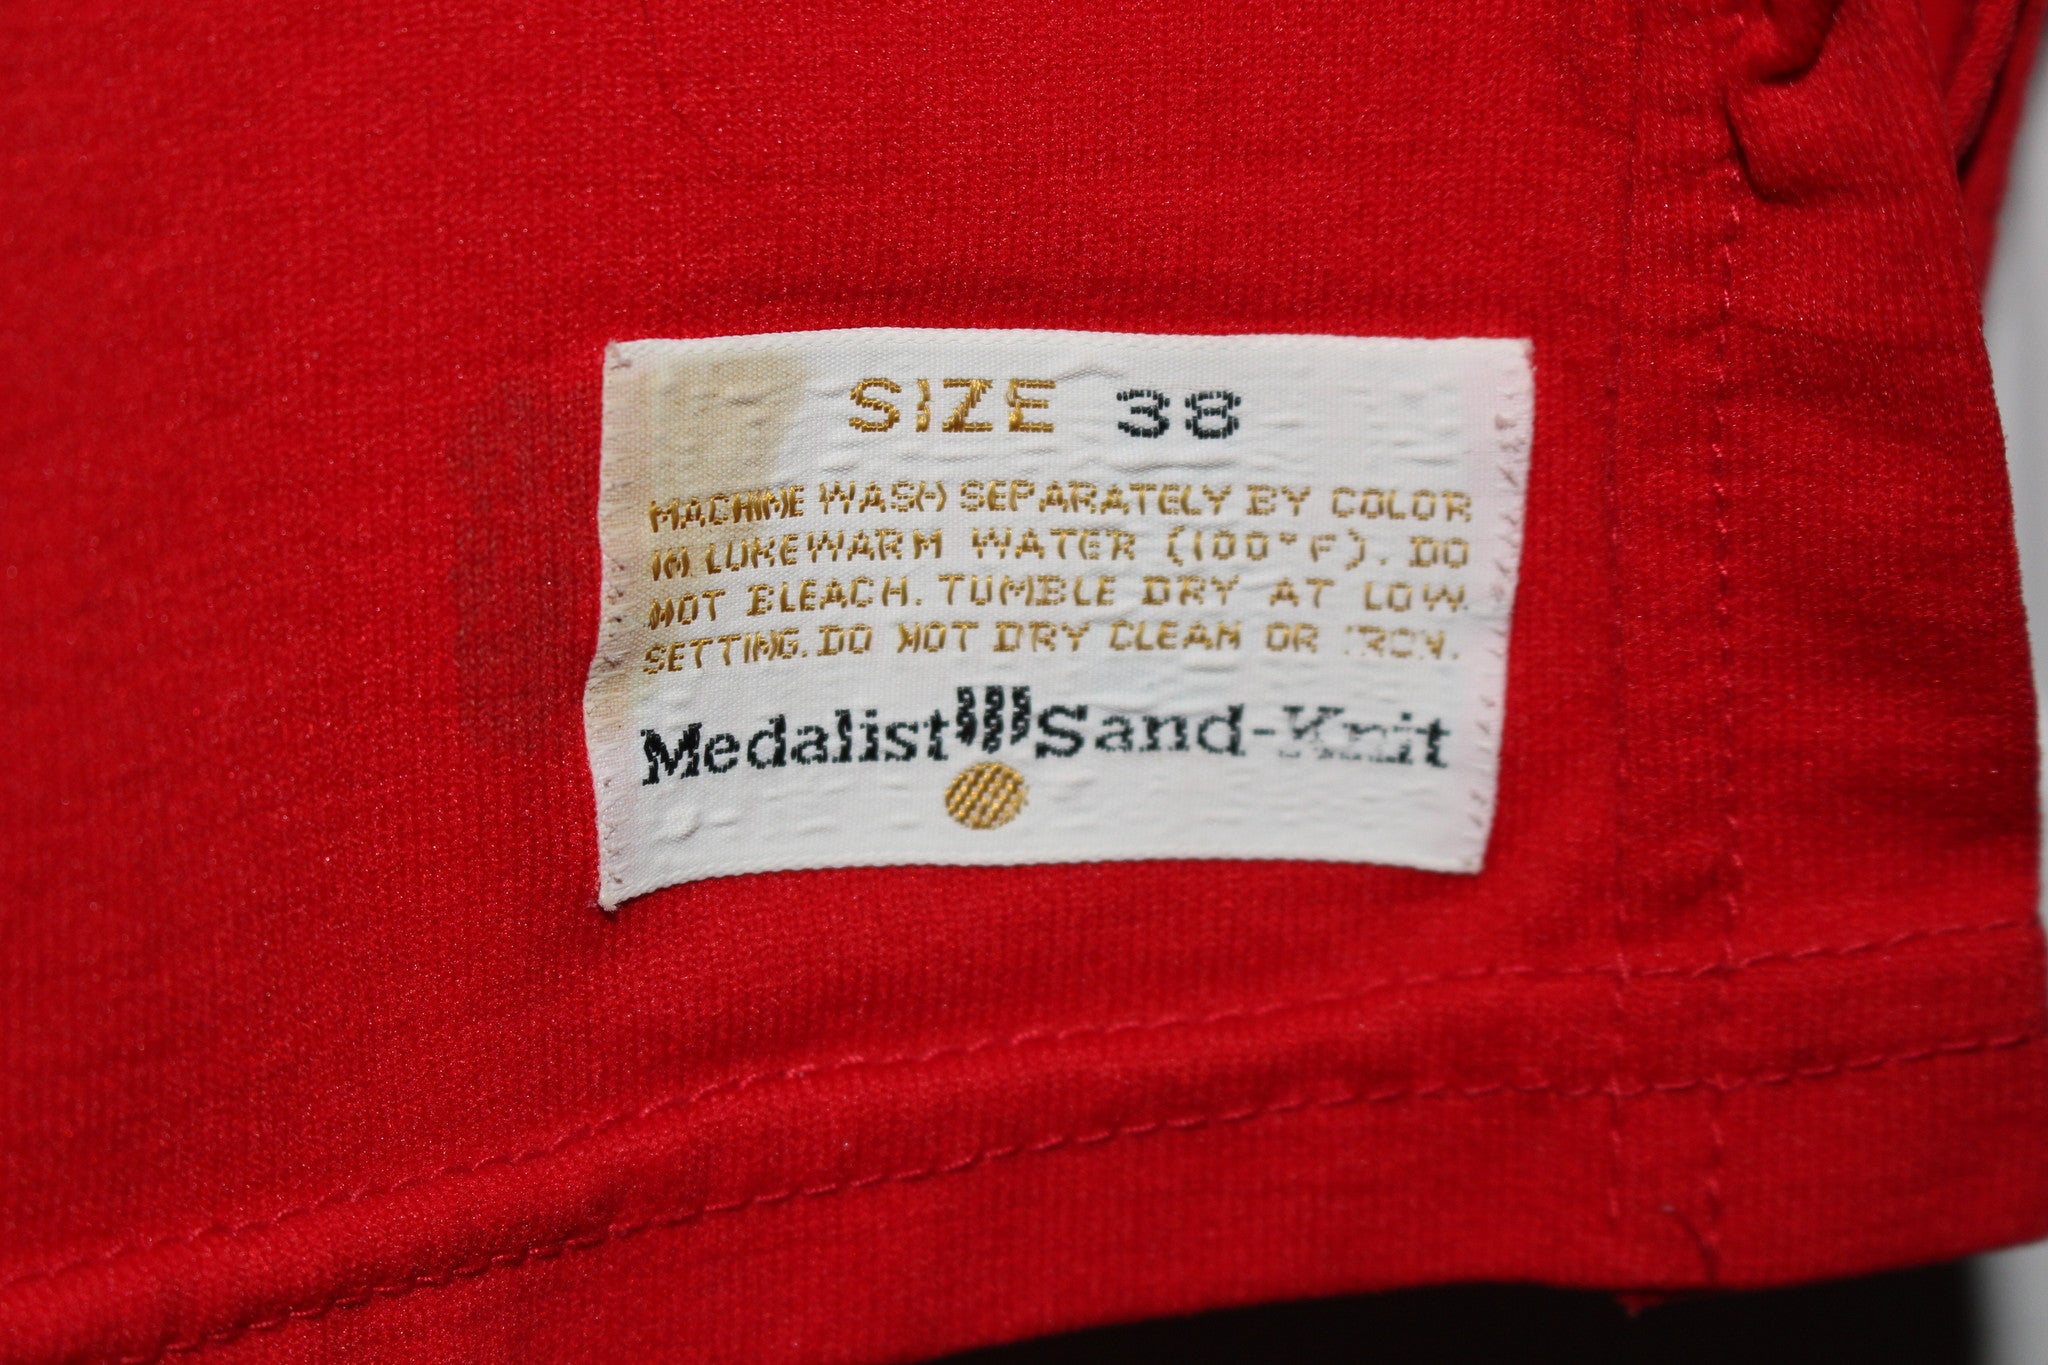 SIZE 38
MACHINE WASH SEPARATELY BY COLOR
IN LUKEWARM WATER (100°F). DO
NOT BLEACH. TUMBLE DRY AT LOW
SETTING. DO NOT DRY CLEAN OR IRON.
Medalist Sand-Knit